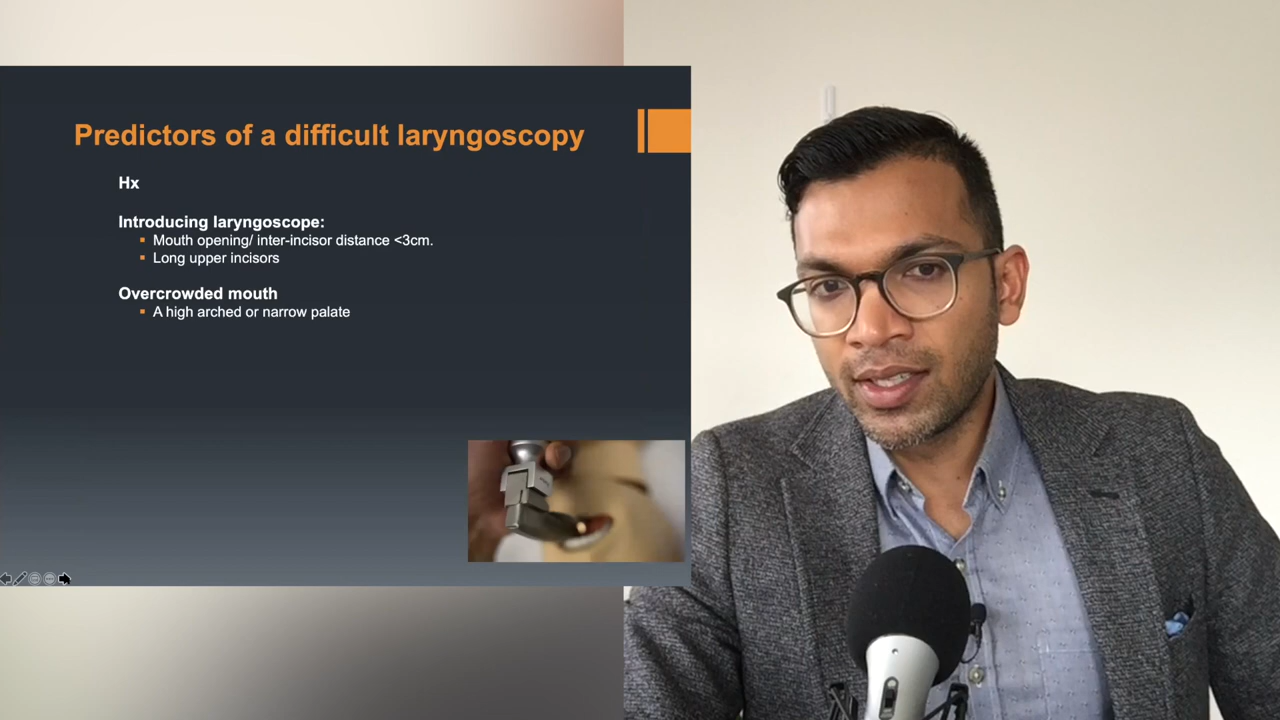 Predictors of a difficult laryngoscopy
Hx
Introducing laryngoscope:
Mouth opening/ inter-incisor distance <3cm.
Long upper incisors
Overcrowded mouth
A high arched or narrow palate